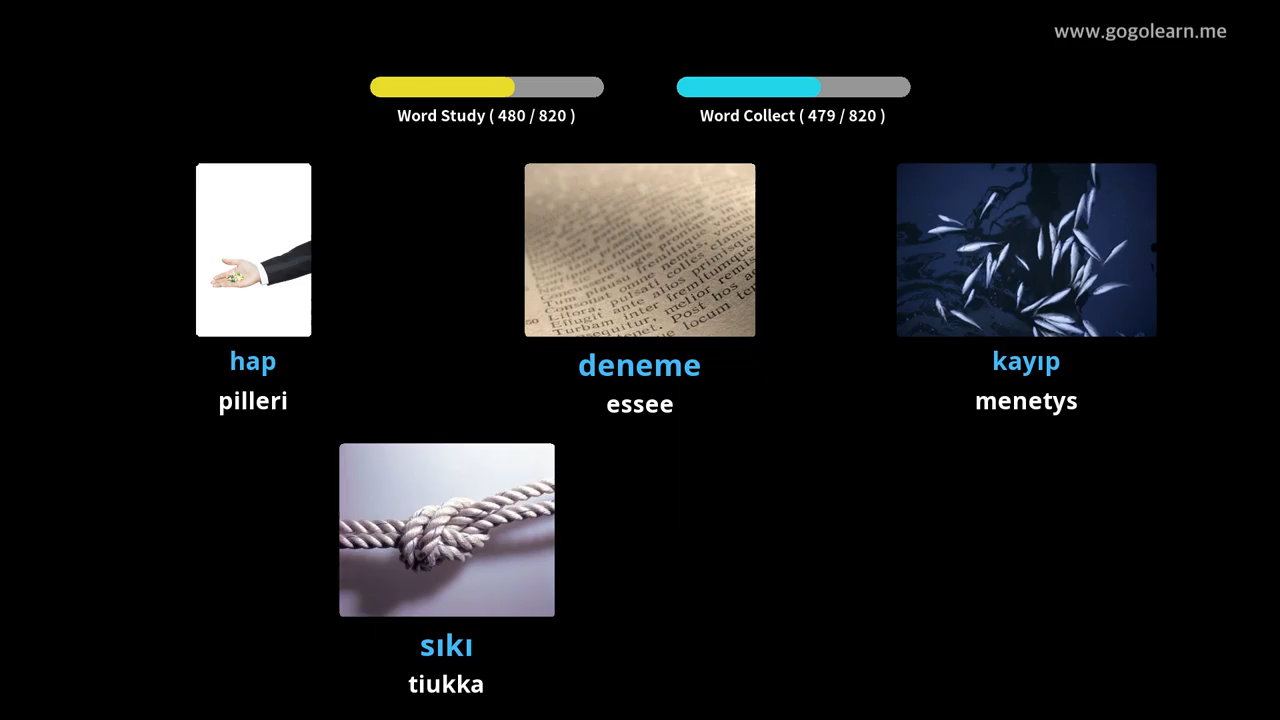 www.gogolearn.me
Word Study ( 480 / 820 )
Word Collect ( 479 / 820 )
hap
pilleri
deneme
essee
kayıp
menetys
sıkı
tiukka